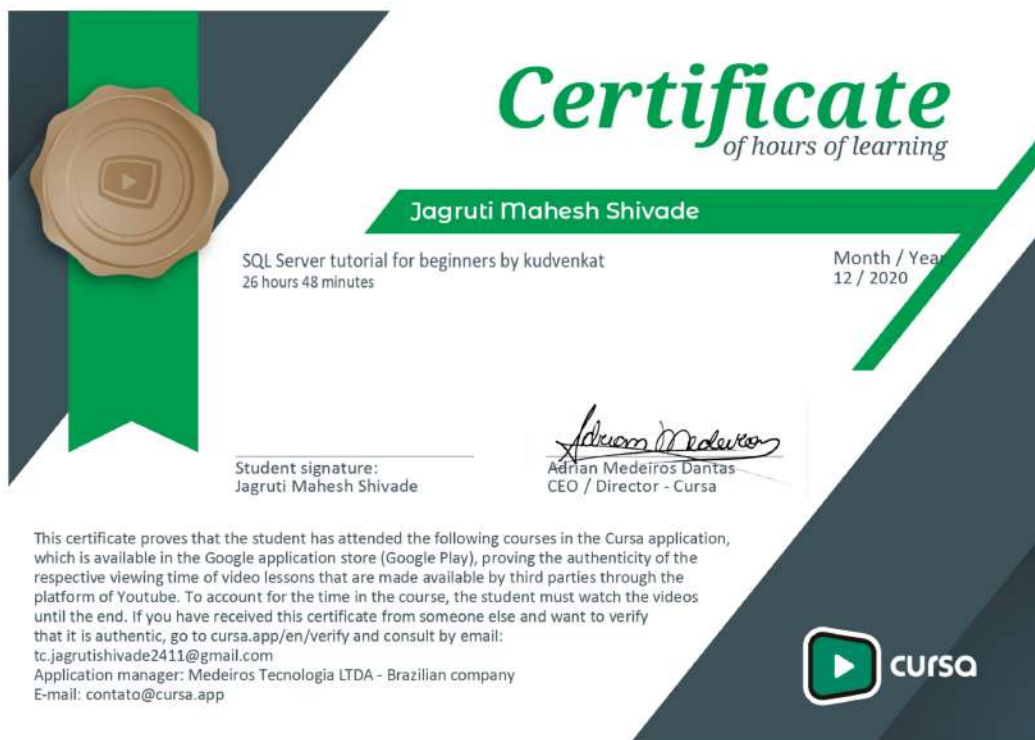 Certificate
of hours of learning
Jagruti Mahesh Shivade
SQL Server tutorial for beginners by kudvenkat
26 hours 48 minutes
Month / Year
12 / 2020
Student signature:
Jagruti Mahesh Shivade
Adrian Medeiros
Adrian Medeiros Dantas
CEO / Director - Cursa
This certificate proves that the student has attended the following courses in the Cursa application,
which is available in the Google application store (Google Play), proving the authenticity of the
respective viewing time of video lessons that are made available by third parties through the
platform of Youtube. To account for the time in the course, the student must watch the videos
until the end. If you have received this certificate from someone else and want to verify
that it is authentic, go to cursa.app/en/verify and consult by email:
tc.jagrutishivade2411@gmail.com
Application manager: Medeiros Tecnologia LTDA - Brazilian company
E-mail: contato@cursa.app
cursa